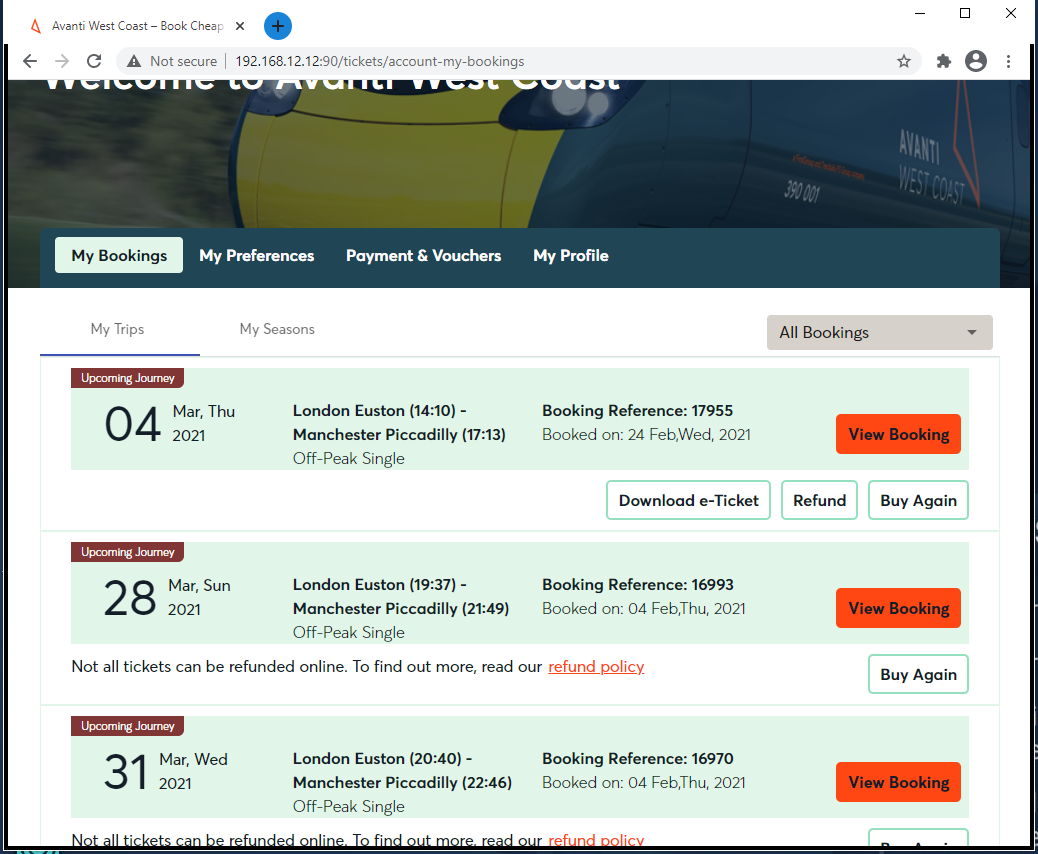 Avanti West Coast – Book Cheap
Not secure
192.168.12.12:90/tickets/account-my-bookings
Welcome to Avanti West Coast
AVANTI
WEST COAST
390 001
My Bookings
My Preferences
Payment & Vouchers
My Profile
My Trips
My Seasons
All Bookings
Upcoming Journey
04
Mar, Thu
2021
London Euston (14:10) -
Manchester Piccadilly (17:13)
Off-Peak Single
Booking Reference: 17955
Booked on: 24 Feb,Wed, 2021
View Booking
Download e-Ticket
Refund
Buy Again
Upcoming Journey
28
Mar, Sun
2021
London Euston (19:37) -
Manchester Piccadilly (21:49)
Off-Peak Single
Booking Reference: 16993
Booked on: 04 Feb,Thu, 2021
View Booking
Not all tickets can be refunded online. To find out more, read our refund policy
Buy Again
Upcoming Journey
31
Mar, Wed
2021
London Euston (20:40) -
Manchester Piccadilly (22:46)
Off-Peak Single
Booking Reference: 16970
Booked on: 04 Feb,Thu, 2021
View Booking
Not all tickets can be refunded online. To find out more, read our refund policy
Buy Again